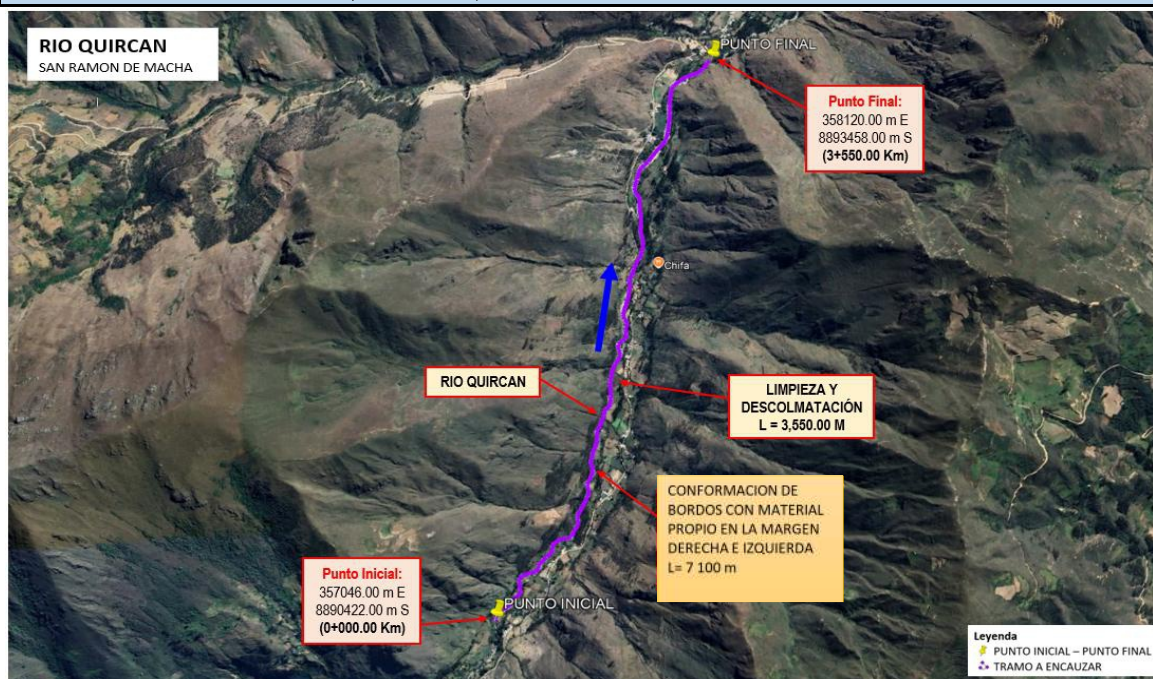 RIO QUIRCAN
SAN RAMON DE MACHA
PUNTO FINAL
Punto Final:
358120.00 m E
8893458.00 m S
(3+550.00 Km)
Chifa
RIO QUIRCAN
LIMPIEZA Y
DESCOLMATACIÓN
L = 3,550.00 M
CONFORMACION DE
BORDOS CON MATERIAL
PROPIO EN LA MARGEN
DERECHA E IZQUIERDA
L= 7 100 m
Punto Inicial:
357046.00 m E
8890422.00 m S
(0+000.00 Km)
PUNTO INICIAL
Leyenda
PUNTO INICIAL – PUNTO FINAL
TRAMO A ENCAUZAR